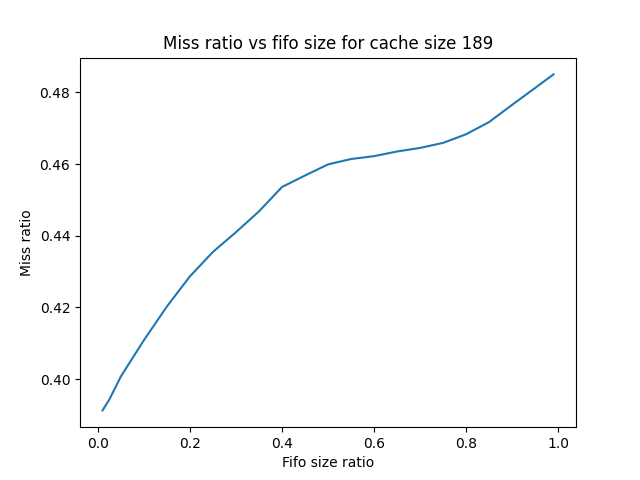 Miss ratio vs fifo size for cache size 189
Miss ratio
0.48
0.46
0.44
0.42
0.40
0.0 0.2 0.4 0.6 0.8 1.0
Fifo size ratio